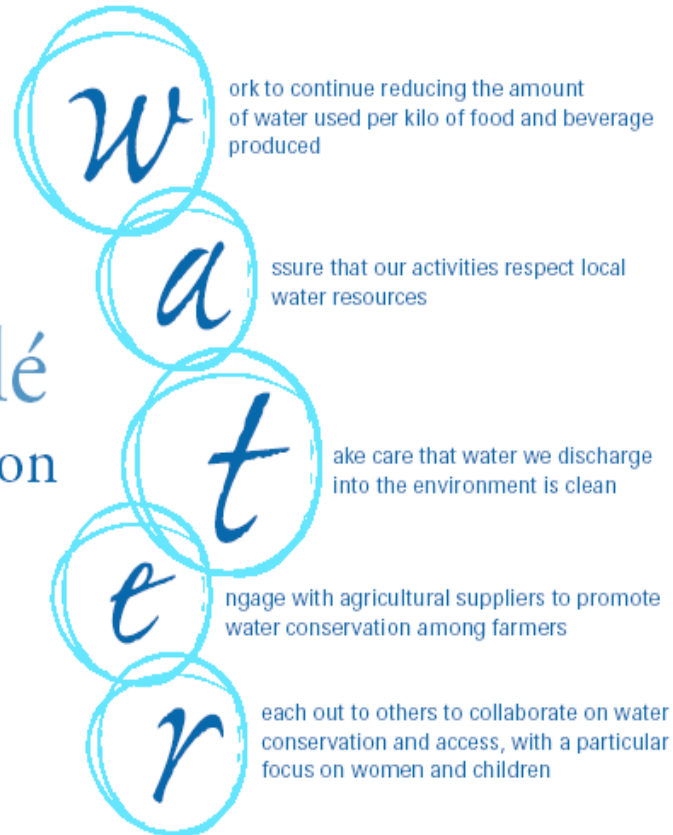 w
ork to continue reducing the amount
of water used per kilo of food and beverage
produced
a
ssure that our activities respect local
water resources
lé
on
t
ake care that water we discharge
into the environment is clean
e
ngage with agricultural suppliers to promote
water conservation among farmers
r
each out to others to collaborate on water
conservation and access, with a particular
focus on women and children